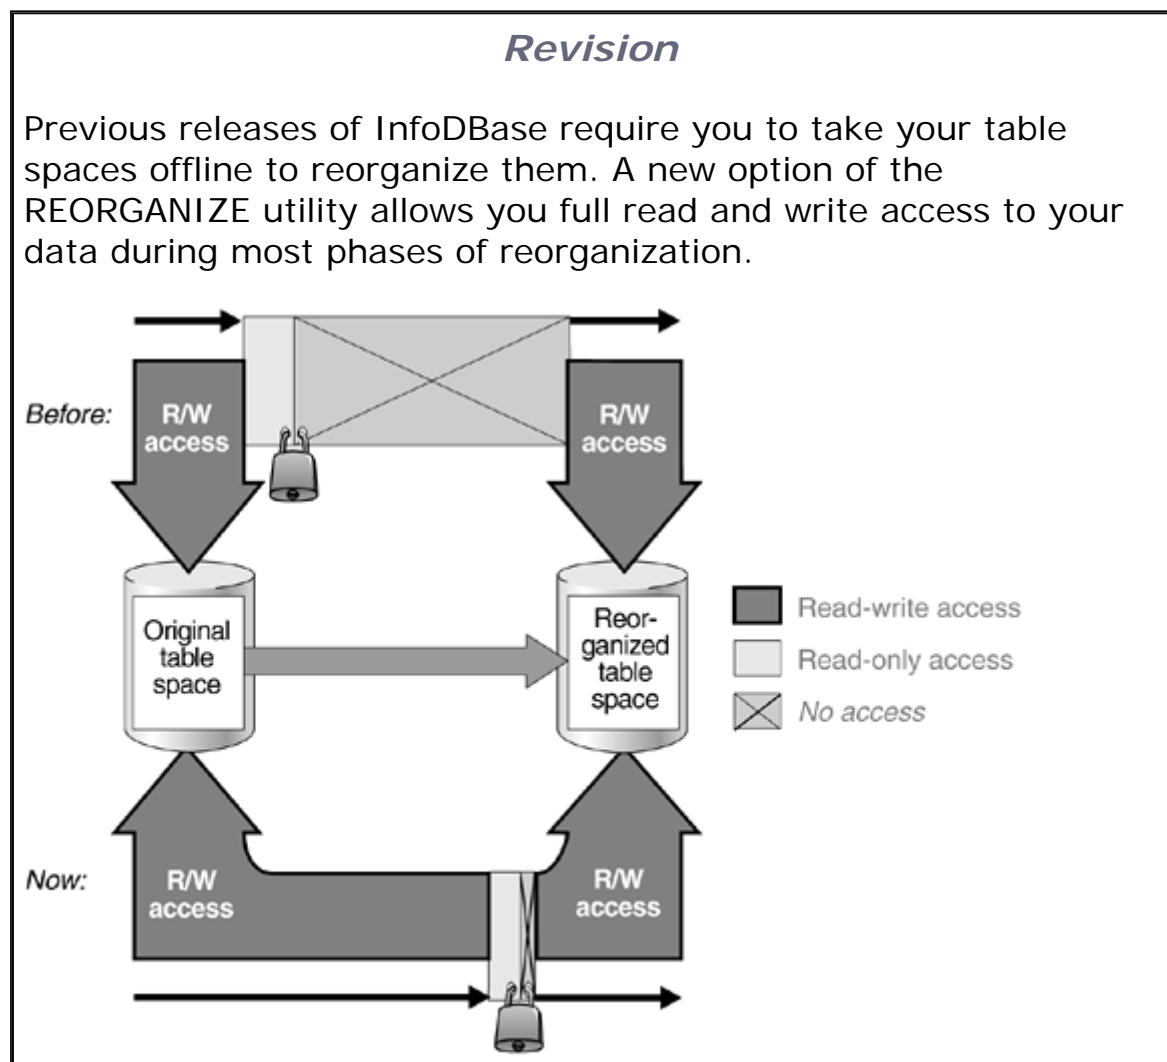 Revision
Previous releases of InfoDBase require you to take your table
spaces offline to reorganize them. A new option of the
REORGANIZE utility allows you full read and write access to your
data during most phases of reorganization.
Before:
R/W
access
R/W
access
Original
table
space
Reor-
ganized
table
space
Read-write access
Read-only access
No access
Now:
R/W
access
R/W
access